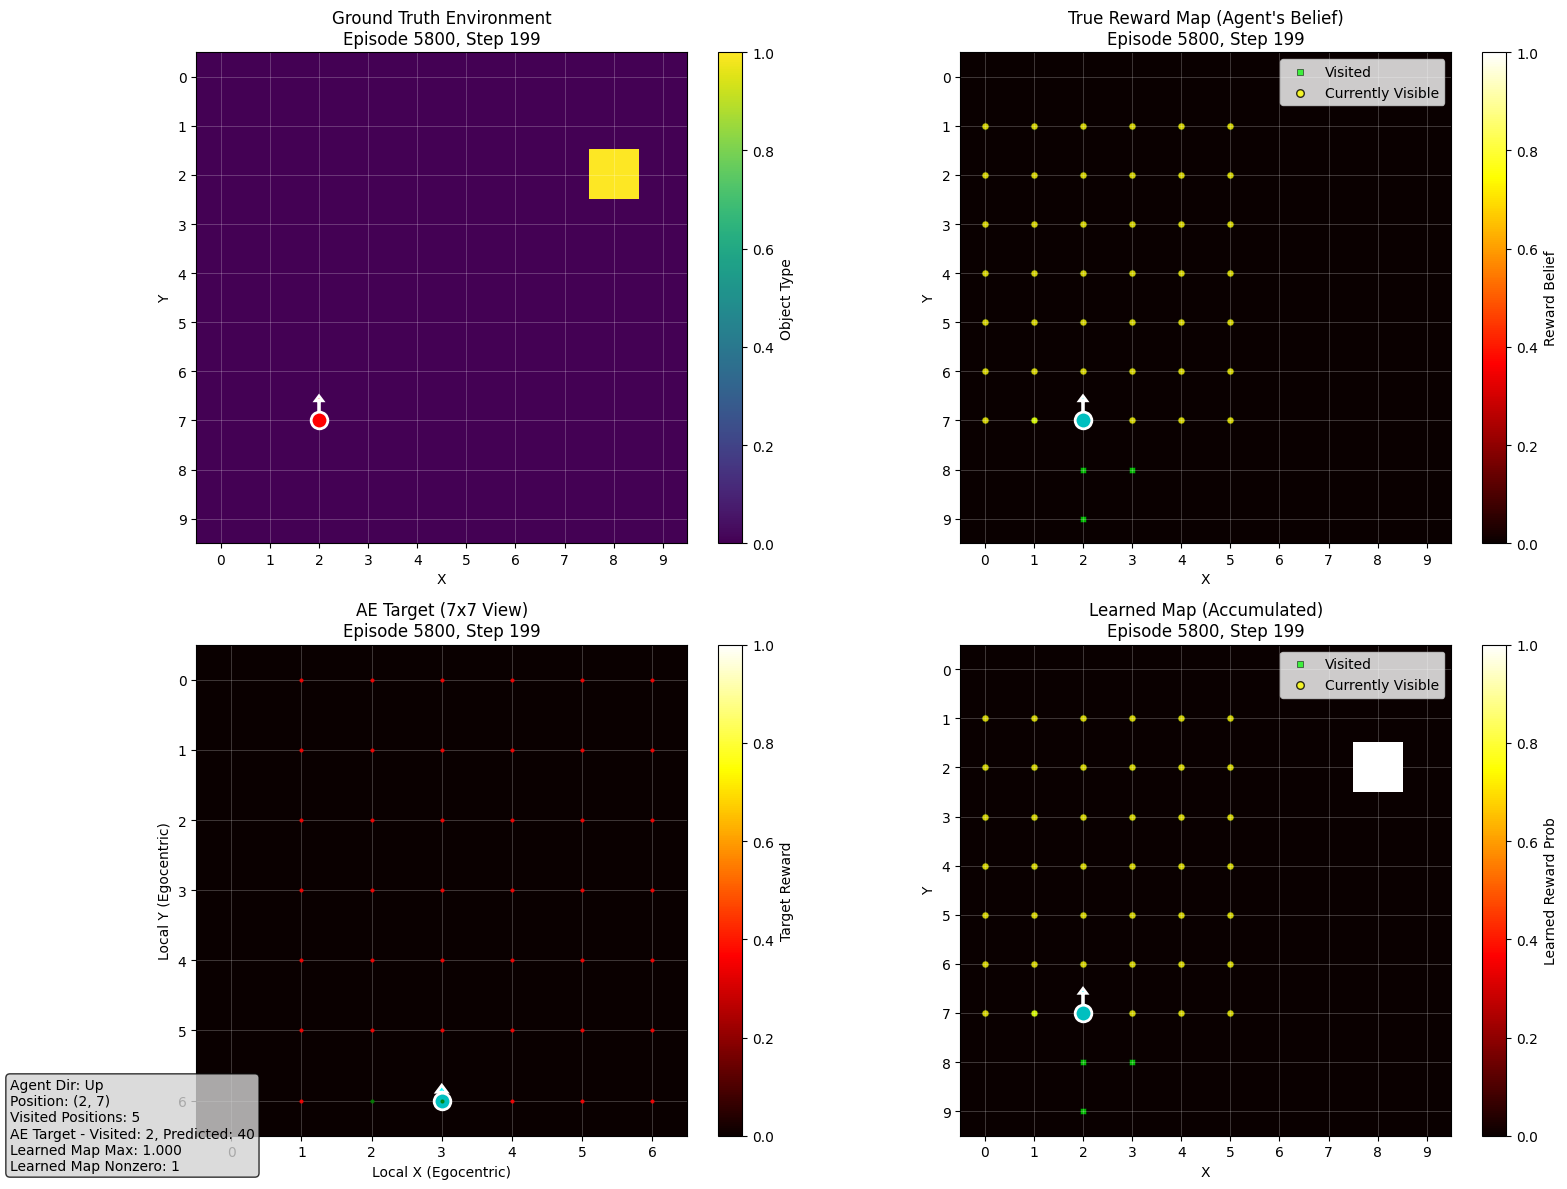 Ground Truth Environment
Episode 5800, Step 199
0
1
2
3
4
5
6
7
8
9
Y
0 1 2 3 4 5 6 7 8 9
X
1.0
0.8
0.6
0.4
0.2
0.0
Object Type
True Reward Map (Agent's Belief)
Episode 5800, Step 199
Visited
Currently Visible
0
1
2
3
4
5
6
7
8
9
Y
0 1 2 3 4 5 6 7 8 9
X
1.0
0.8
0.6
0.4
0.2
0.0
Reward Belief
AE Target (7x7 View)
Episode 5800, Step 199
0
1
2
3
4
5
6
Local Y (Egocentric)
0 1 2 3 4 5 6
Local X (Egocentric)
1.0
0.8
0.6
0.4
0.2
0.0
Target Reward
Agent Dir: Up
Position: (2, 7)
Visited Positions: 5
AE Target - Visited: 2, Predicted: 40
Learned Map Max: 1.000
Learned Map Nonzero: 1
Learned Map (Accumulated)
Episode 5800, Step 199
Visited
Currently Visible
0
1
2
3
4
5
6
7
8
9
Y
0 1 2 3 4 5 6 7 8 9
X
1.0
0.8
0.6
0.4
0.2
0.0
Learned Reward Prob